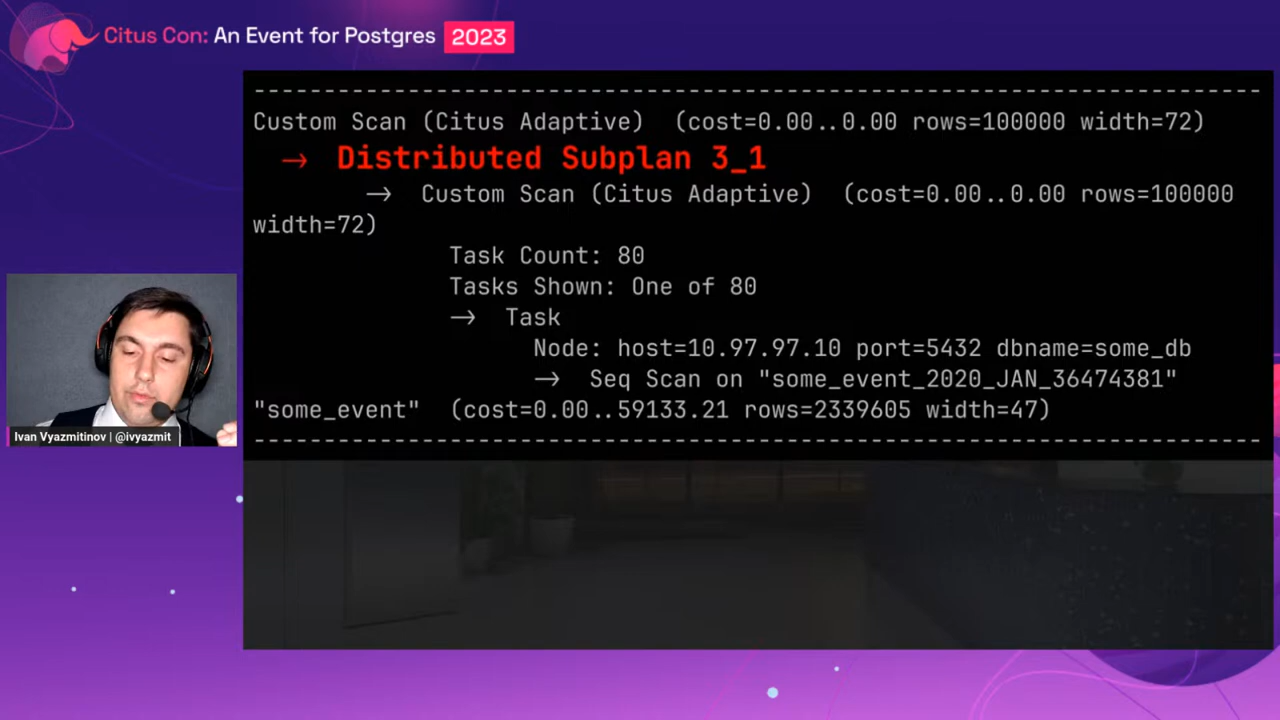 Citus Con: An Event for Postgres 2023
--------------------------------------------------------------------------------
Custom Scan (Citus Adaptive) (cost=0.00..0.00 rows=100000 width=72)
→ Distributed Subplan 3_1
→ Custom Scan (Citus Adaptive) (cost=0.00..0.00 rows=100000
width=72)
Task Count: 80
Tasks Shown: One of 80
→ Task
Node: host=10.97.97.10 port=5432 dbname=some_db
→ Seq Scan on "some_event_2020_JAN_36474381"
"some_event" (cost=0.00..59133.21 rows=2339605 width=47)
--------------------------------------------------------------------------------
Ivan Vyazmitinov | @ivyazmit